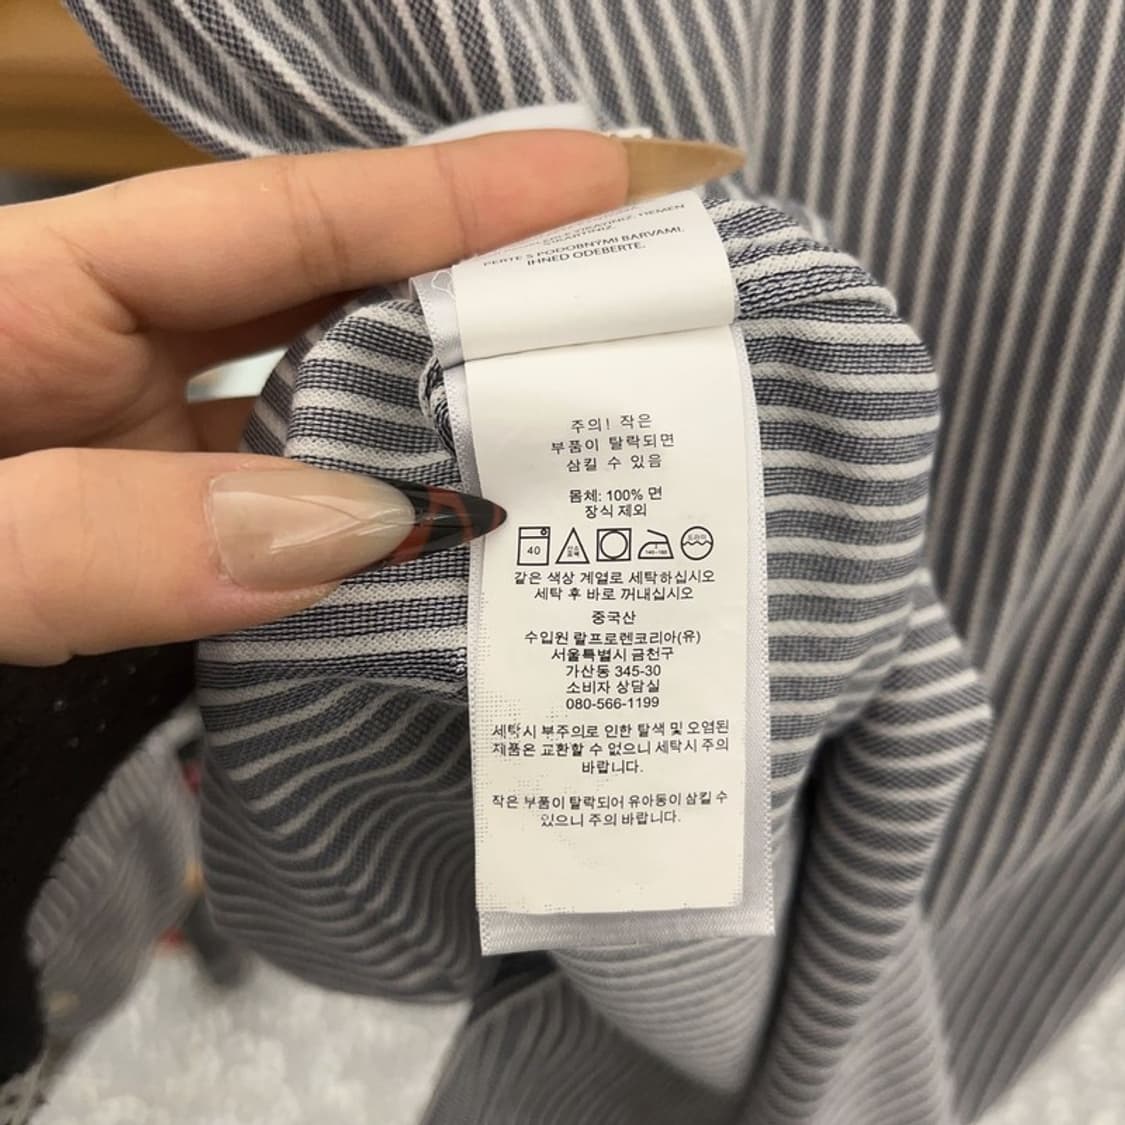 ÇIKARTINIZ.
PERTE S PODOBNÝMI BARVAMI.
IHNED ODEBERTE.
주의! 작은
부품이 탈락되면
삼킬 수 있음
몸체: 100% 면
장식 제외
40 140~160 드라이
같은 색상 계열로 세탁하십시오
세탁 후 바로 꺼내십시오
중국산
수입원 랄프로렌코리아(유)
서울특별시 금천구
가산동 345-30
소비자 상담실
080-566-1199
세탁시 부주의로 인한 탈색 및 오염된
제품은 교환할 수 없으니 세탁시 주의
바랍니다.
작은 부품이 탈락되어 유아동이 삼킬 수
있으니 주의 바랍니다.